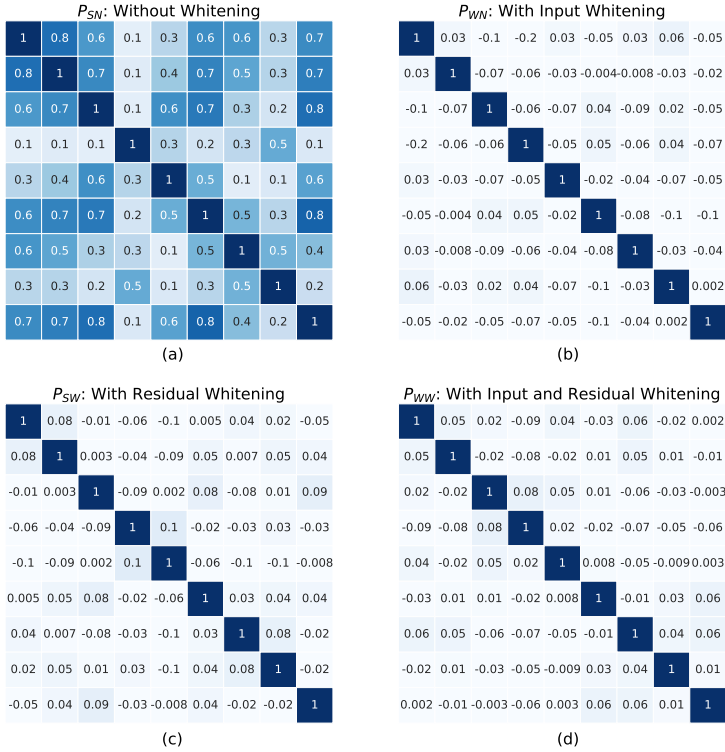 P_SN: Without Whitening
1 0.8 0.6 0.1 0.3 0.6 0.6 0.3 0.7
0.8 1 0.7 0.1 0.4 0.7 0.5 0.3 0.7
0.6 0.7 1 0.1 0.6 0.7 0.3 0.2 0.8
0.1 0.1 0.1 1 0.3 0.2 0.3 0.5 0.1
0.3 0.4 0.6 0.3 1 0.5 0.1 0.1 0.6
0.6 0.7 0.7 0.2 0.5 1 0.5 0.3 0.8
0.6 0.5 0.3 0.3 0.1 0.5 1 0.5 0.4
0.3 0.3 0.2 0.5 0.1 0.3 0.5 1 0.2
0.7 0.7 0.8 0.1 0.6 0.8 0.4 0.2 1
(a)
P_WN: With Input Whitening
1 0.03 -0.1 -0.2 0.03 -0.05 0.03 0.06 -0.05
0.03 1 -0.07 -0.06 -0.03 -0.004 -0.008 -0.03 -0.02
-0.1 -0.07 1 -0.06 -0.07 0.04 -0.09 0.02 -0.05
-0.2 -0.06 -0.06 1 -0.05 0.05 -0.06 0.04 -0.07
0.03 -0.03 -0.07 -0.05 1 -0.02 -0.04 -0.07 -0.05
-0.05 -0.004 0.04 0.05 -0.02 1 -0.08 -0.1 -0.1
0.03 -0.008 -0.09 -0.06 -0.04 -0.08 1 -0.03 -0.04
0.06 -0.03 0.02 0.04 -0.07 -0.1 -0.03 1 0.002
-0.05 -0.02 -0.05 -0.07 -0.05 -0.1 -0.04 0.002 1
(b)
P_SW: With Residual Whitening
1 0.08 -0.01 -0.06 -0.1 0.005 0.04 0.02 -0.05
0.08 1 0.003 -0.04 -0.09 0.05 0.007 0.05 0.04
-0.01 0.003 1 -0.09 0.002 0.08 -0.08 0.01 0.09
-0.06 -0.04 -0.09 1 0.1 -0.02 -0.03 0.03 -0.03
-0.1 -0.09 0.002 0.1 1 -0.06 -0.1 -0.1 -0.008
0.005 0.05 0.08 -0.02 -0.06 1 0.03 0.04 0.04
0.04 0.007 -0.08 -0.03 -0.1 0.03 1 0.08 -0.02
0.02 0.05 0.01 0.03 -0.1 0.04 0.08 1 -0.02
-0.05 0.04 0.09 -0.03 -0.008 0.04 -0.02 -0.02 1
(c)
P_WW: With Input and Residual Whitening
1 0.05 0.02 -0.09 0.04 -0.03 0.06 -0.02 0.002
0.05 1 -0.02 -0.08 -0.02 0.01 0.05 0.01 -0.01
0.02 -0.02 1 0.08 0.05 0.01 -0.06 -0.03 -0.003
-0.09 -0.08 0.08 1 0.02 -0.02 -0.07 -0.05 -0.06
0.04 -0.02 0.05 0.02 1 0.008 -0.05 -0.009 0.003
-0.03 0.01 0.01 -0.02 0.008 1 -0.01 0.03 0.06
0.06 0.05 -0.06 -0.07 -0.05 -0.01 1 0.04 0.06
-0.02 0.01 -0.03 -0.05 -0.009 0.03 0.04 1 0.01
0.002 -0.01 -0.003 -0.06 0.003 0.06 0.06 0.01 1
(d)